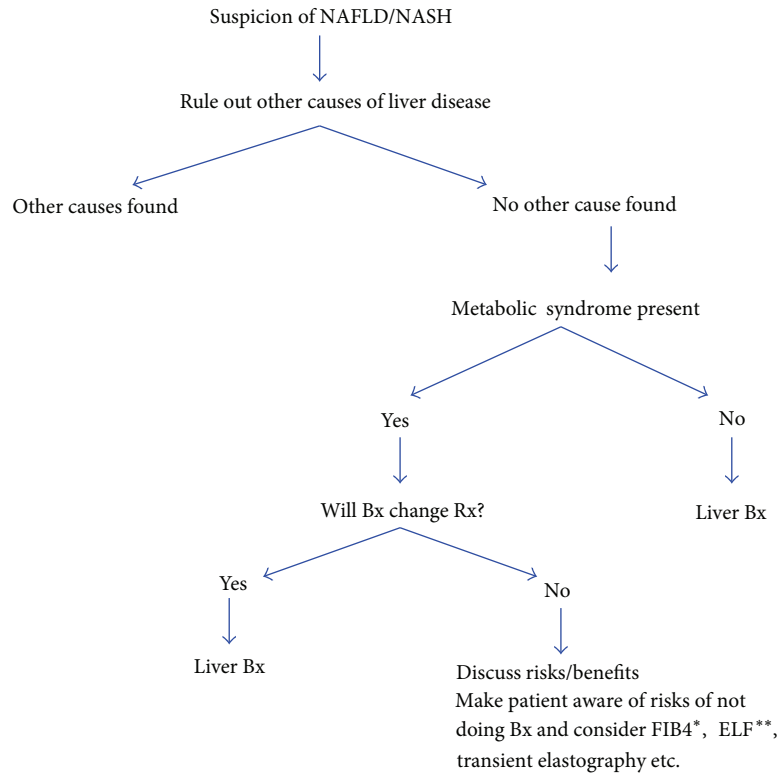 Suspicion of NAFLD/NASH
Rule out other causes of liver disease
Other causes found
No other cause found
Metabolic syndrome present
Yes
No
Will Bx change Rx?
Liver Bx
Yes
No
Liver Bx
Discuss risks/benefits
Make patient aware of risks of not
doing Bx and consider FIB4*, ELF**,
transient elastography etc.